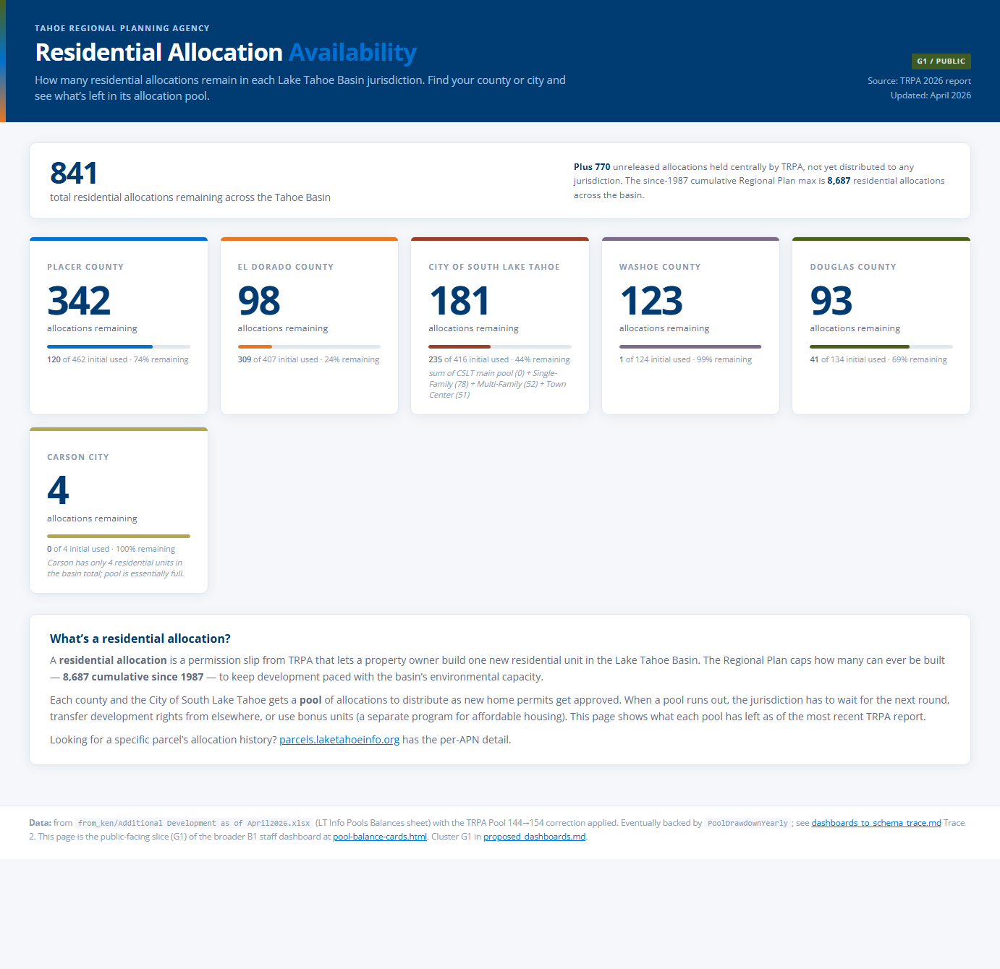 TAHOE REGIONAL PLANNING AGENCY
Residential Allocation Availability
How many residential allocations remain in each Lake Tahoe Basin jurisdiction. Find your county or city and
see what’s left in its allocation pool.
G1 / PUBLIC
Source: TRPA 2026 report
Updated: April 2026
841
total residential allocations remaining across the Tahoe Basin
Plus 770 unreleased allocations held centrally by TRPA, not yet distributed to any
jurisdiction. The since-1987 cumulative Regional Plan max is 8,687 residential allocations
across the basin.
PLACER COUNTY
342
allocations remaining
120 of 462 initial used · 74% remaining
EL DORADO COUNTY
98
allocations remaining
309 of 407 initial used · 24% remaining
CITY OF SOUTH LAKE TAHOE
181
allocations remaining
235 of 416 initial used · 44% remaining
sum of CSLT main pool (0) + Single-
Family (78) + Multi-Family (52) + Town
Center (51)
WASHOE COUNTY
123
allocations remaining
1 of 124 initial used · 99% remaining
DOUGLAS COUNTY
93
allocations remaining
41 of 134 initial used · 69% remaining
CARSON CITY
4
allocations remaining
0 of 4 initial used · 100% remaining
Carson has only 4 residential units in
the basin total; pool is essentially full.
What’s a residential allocation?
A residential allocation is a permission slip from TRPA that lets a property owner build one new residential unit in the Lake Tahoe Basin. The Regional Plan caps how many can ever be built
— 8,687 cumulative since 1987 — to keep development paced with the basin’s environmental capacity.
Each county and the City of South Lake Tahoe gets a pool of allocations to distribute as new home permits get approved. When a pool runs out, the jurisdiction has to wait for the next round,
transfer development rights from elsewhere, or use bonus units (a separate program for affordable housing). This page shows what each pool has left as of the most recent TRPA report.
Looking for a specific parcel’s allocation history? parcels.laketahoeinfo.org has the per-APN detail.
Data: from from_ken/Additional Development as of April2026.xlsx (LT Info Pools Balances sheet) with the TRPA Pool 144→154 correction applied. Eventually backed by PoolDrawdownYearly ; see dashboards_to_schema_trace.md Trace
2. This page is the public-facing slice (G1) of the broader B1 staff dashboard at pool-balance-cards.html. Cluster G1 in proposed_dashboards.md.